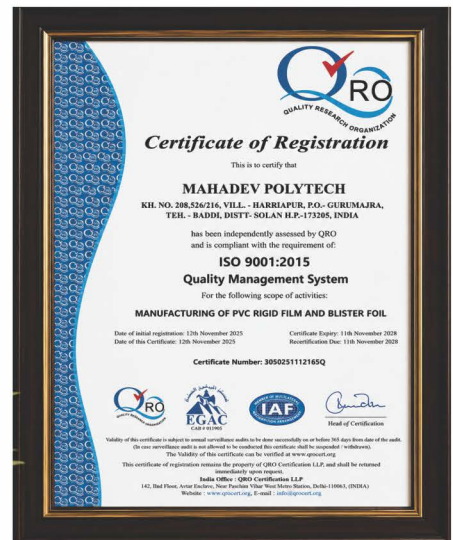 QRO
QUALITY RESEARCH ORGANIZATION
Certificate of Registration
This is to certify that
MAHADEV POLYTECH
KH. NO. 208,526/216, VILL. - HARRIAPUR, P.O.- GURUMAJRA,
TEH. - BADDI, DISTT- SOLAN H.P.-173205, INDIA
has been independently assessed by QRO
and is compliant with the requirement of:
ISO 9001:2015
Quality Management System
For the following scope of activities:
MANUFACTURING OF PVC RIGID FILM AND BLISTER FOIL
Date of initial registration: 12th November 2025 Certificate Expiry: 11th November 2028
Date of this Certificate: 12th November 2025 Recertification Due: 11th November 2028
Certificate Number: 3050251112165Q
QRO
EGAC
CAB # 011905
IAF
Head of Certification
Validity of this certificate is subject to annual surveillance audits to be done successfully on or before 365 days from date of the audit.
(In case surveillance audit is not allowed to be conducted this certificate shall be suspended / withdrawn).
The Validity of this certificate can be verified at www.qrocert.org
This certificate of registration remains the property of QRO Certification LLP, and shall be returned
immediately upon request.
India Office : QRO Certification LLP
142, IInd Floor, Avtar Enclave, Near Paschim Vihar West Metro Station, Delhi-110063, (INDIA)
Website : www.qrocert.org, E-mail : info@qrocert.org